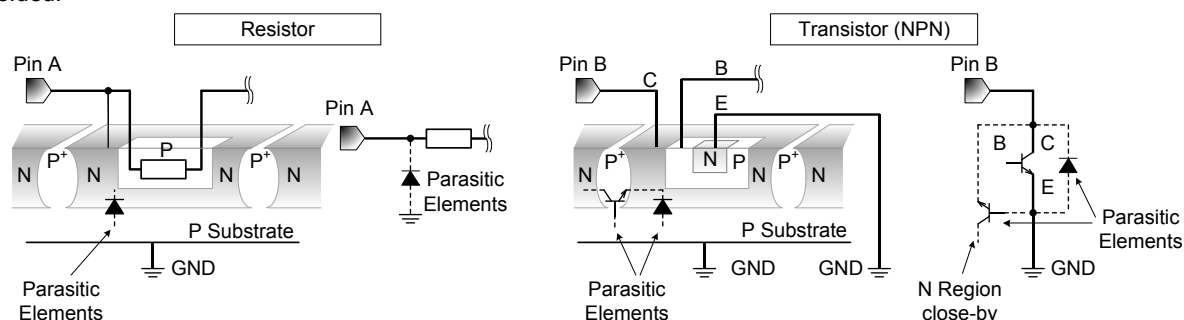 Resistor
Pin A
N
P+
N
P
N
P+
N
P Substrate
GND
Parasitic
Elements
Pin A
Parasitic
Elements
Transistor (NPN)
Pin B
C
B
E
N
P+
N
N
P
N
P+
N
P Substrate
GND
GND
Parasitic
Elements
Pin B
B
C
E
Parasitic
Elements
GND
N Region
close-by